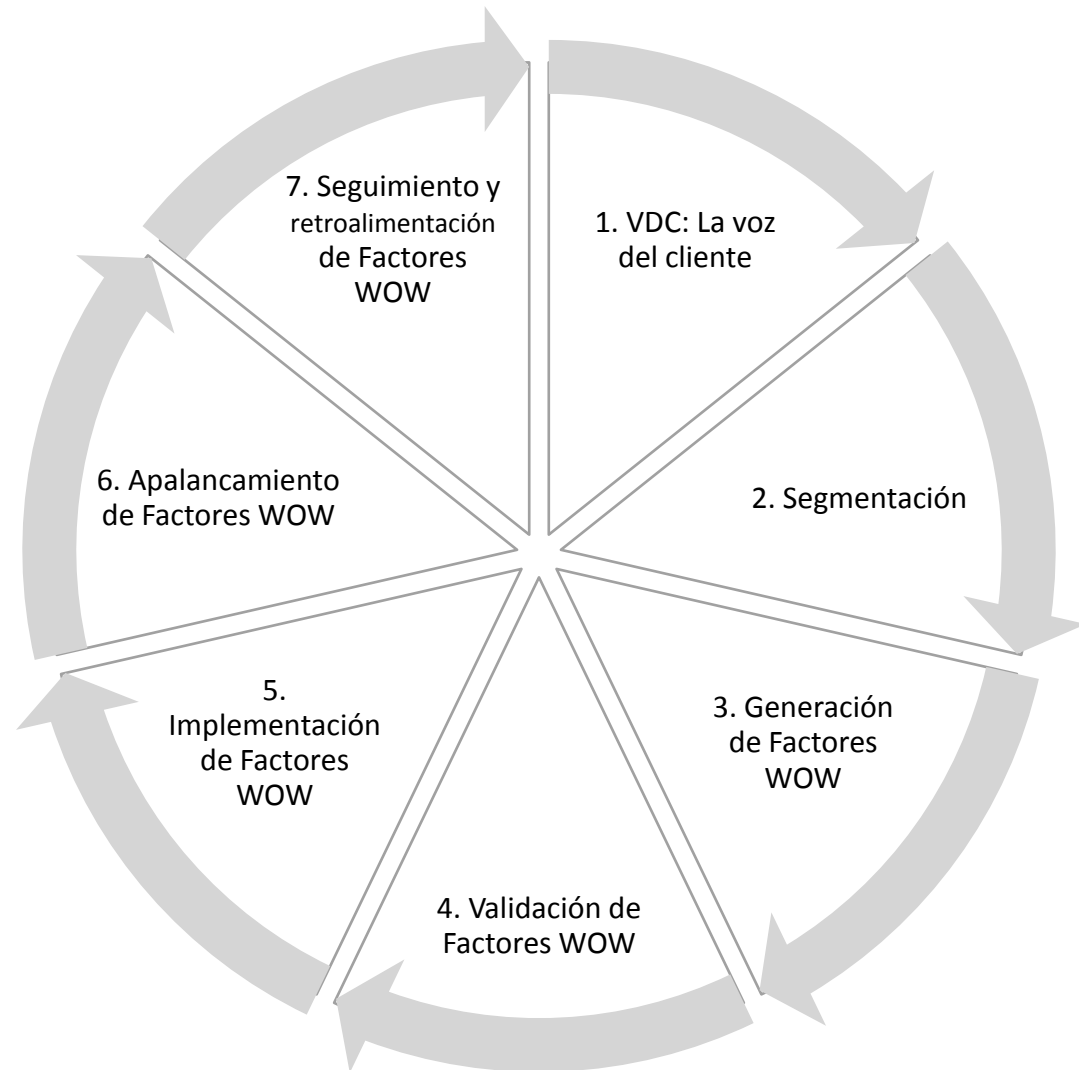 1. VDC: La voz
del cliente
2. Segmentación
3. Generación
de Factores
WOW
4. Validación de
Factores WOW
5.
Implementación
de Factores
WOW
6. Apalancamiento
de Factores WOW
7. Seguimiento y
retroalimentación
de Factores
WOW